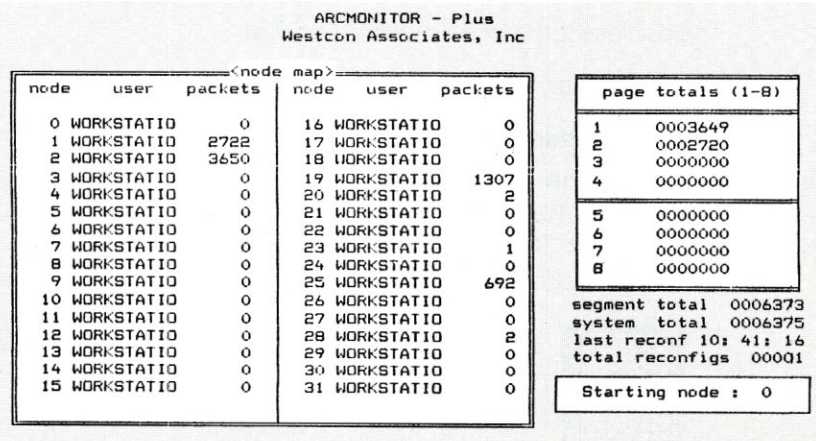 ARCMONITOR - Plus
Westcon Associates, Inc
<node map>
node user packets node user packets
0 WORKSTATIO 0 16 WORKSTATIO 0
1 WORKSTATIO 2722 17 WORKSTATIO 0
2 WORKSTATIO 3650 18 WORKSTATIO 0
3 WORKSTATIO 0 19 WORKSTATIO 1307
4 WORKSTATIO 0 20 WORKSTATIO 2
5 WORKSTATIO 0 21 WORKSTATIO 0
6 WORKSTATIO 0 22 WORKSTATIO 0
7 WORKSTATIO 0 23 WORKSTATIO 1
8 WORKSTATIO 0 24 WORKSTATIO 0
9 WORKSTATIO 0 25 WORKSTATIO 692
10 WORKSTATIO 0 26 WORKSTATIO 0
11 WORKSTATIO 0 27 WORKSTATIO 0
12 WORKSTATIO 0 28 WORKSTATIO 2
13 WORKSTATIO 0 29 WORKSTATIO 0
14 WORKSTATIO 0 30 WORKSTATIO 0
15 WORKSTATIO 0 31 WORKSTATIO 0
page totals (1-8)
1 0003649
2 0002720
3 0000000
4 0000000
5 0000000
6 0000000
7 0000000
8 0000000
segment total 0006373
system total 0006375
last reconf 10: 41: 16
total reconfigs 00001
Starting node : 0